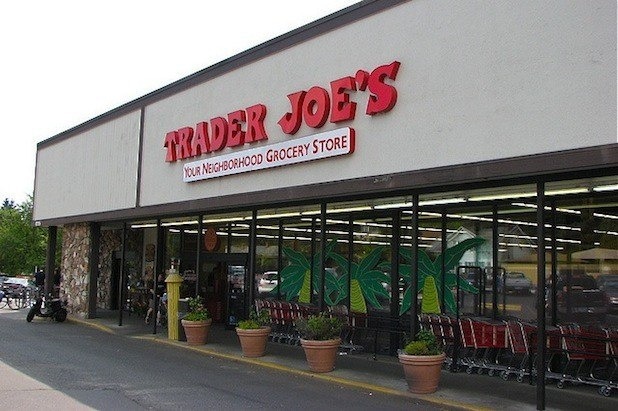 TRADER JOE'S
YOUR NEIGHBORHOOD GROCERY STORE